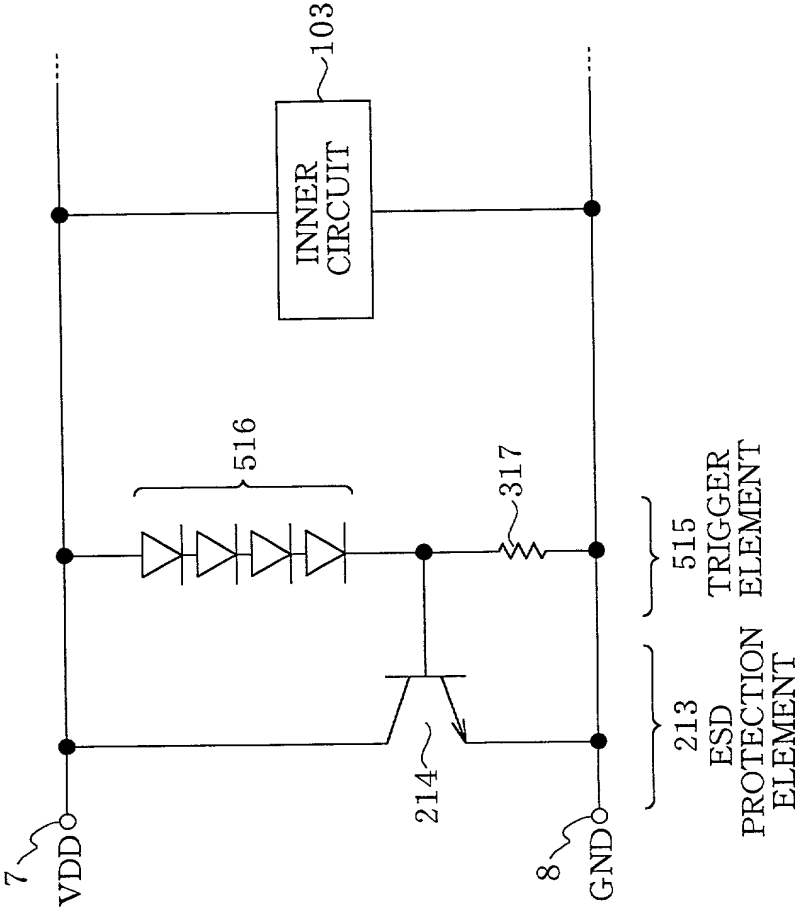 7
VDD
516
103
INNER
CIRCUIT
214
317
8
GND
213
ESD
PROTECTION
ELEMENT
515
TRIGGER
ELEMENT